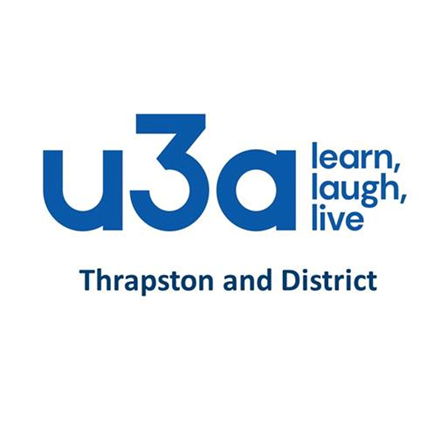 u3a
learn,
laugh,
live
Thrapston and District